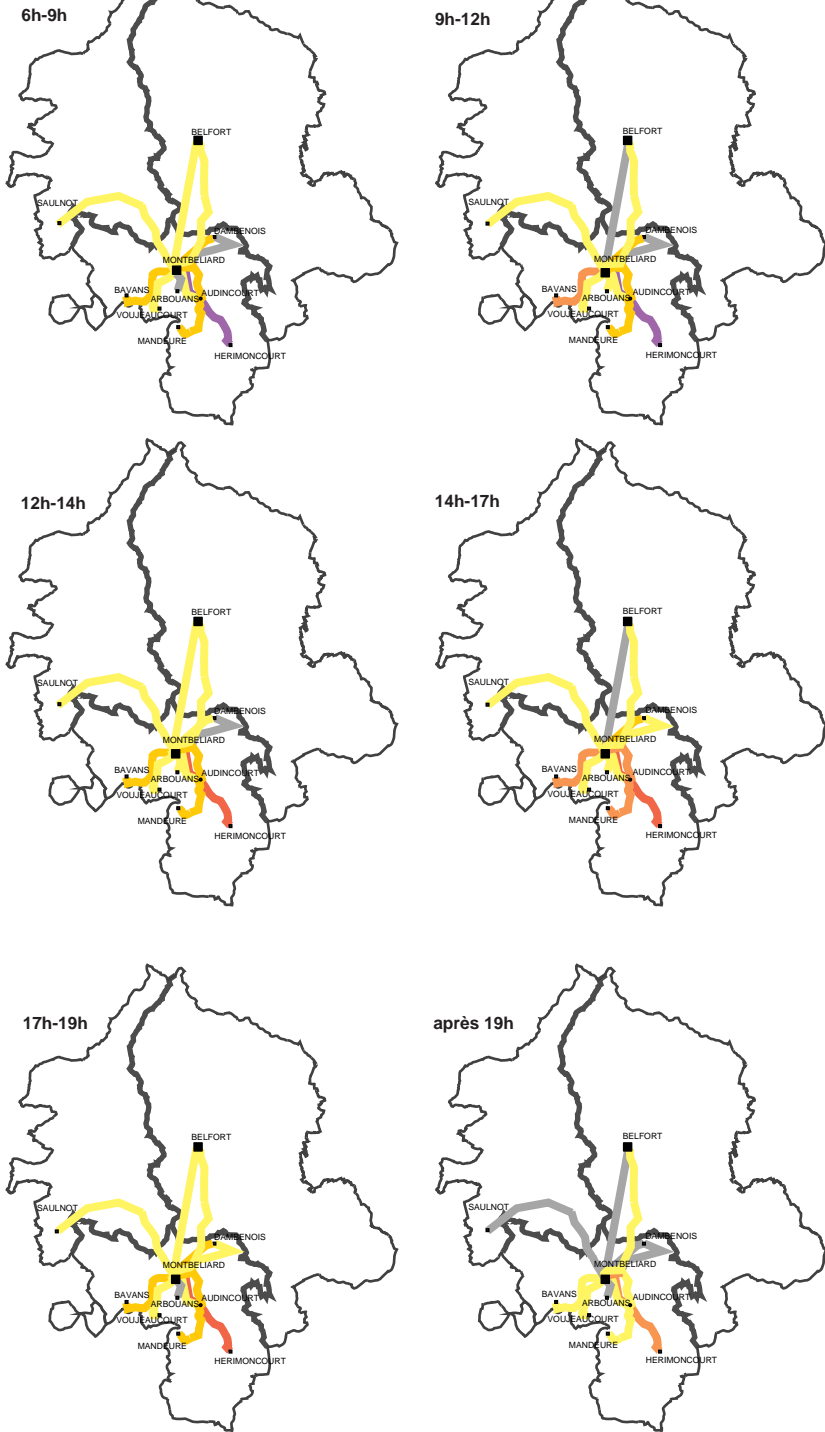 6h-9h
BELFORT
SAULNOT
DAMBENOIS
MONTBELIARD
BAVANS
ARBOUANS
AUDINCOURT
VOUJEAUCOURT
MANDEURE
HERIMONCOURT
9h-12h
BELFORT
SAULNOT
DAMBENOIS
MONTBELIARD
BAVANS
ARBOUANS
AUDINCOURT
VOUJEAUCOURT
MANDEURE
HERIMONCOURT
12h-14h
BELFORT
SAULNOT
DAMBENOIS
MONTBELIARD
BAVANS
ARBOUANS
AUDINCOURT
VOUJEAUCOURT
MANDEURE
HERIMONCOURT
14h-17h
BELFORT
SAULNOT
DAMBENOIS
MONTBELIARD
BAVANS
ARBOUANS
AUDINCOURT
VOUJEAUCOURT
MANDEURE
HERIMONCOURT
17h-19h
BELFORT
SAULNOT
DAMBENOIS
MONTBELIARD
BAVANS
ARBOUANS
AUDINCOURT
VOUJEAUCOURT
MANDEURE
HERIMONCOURT
après 19h
BELFORT
SAULNOT
DAMBENOIS
MONTBELIARD
BAVANS
ARBOUANS
AUDINCOURT
VOUJEAUCOURT
MANDEURE
HERIMONCOURT